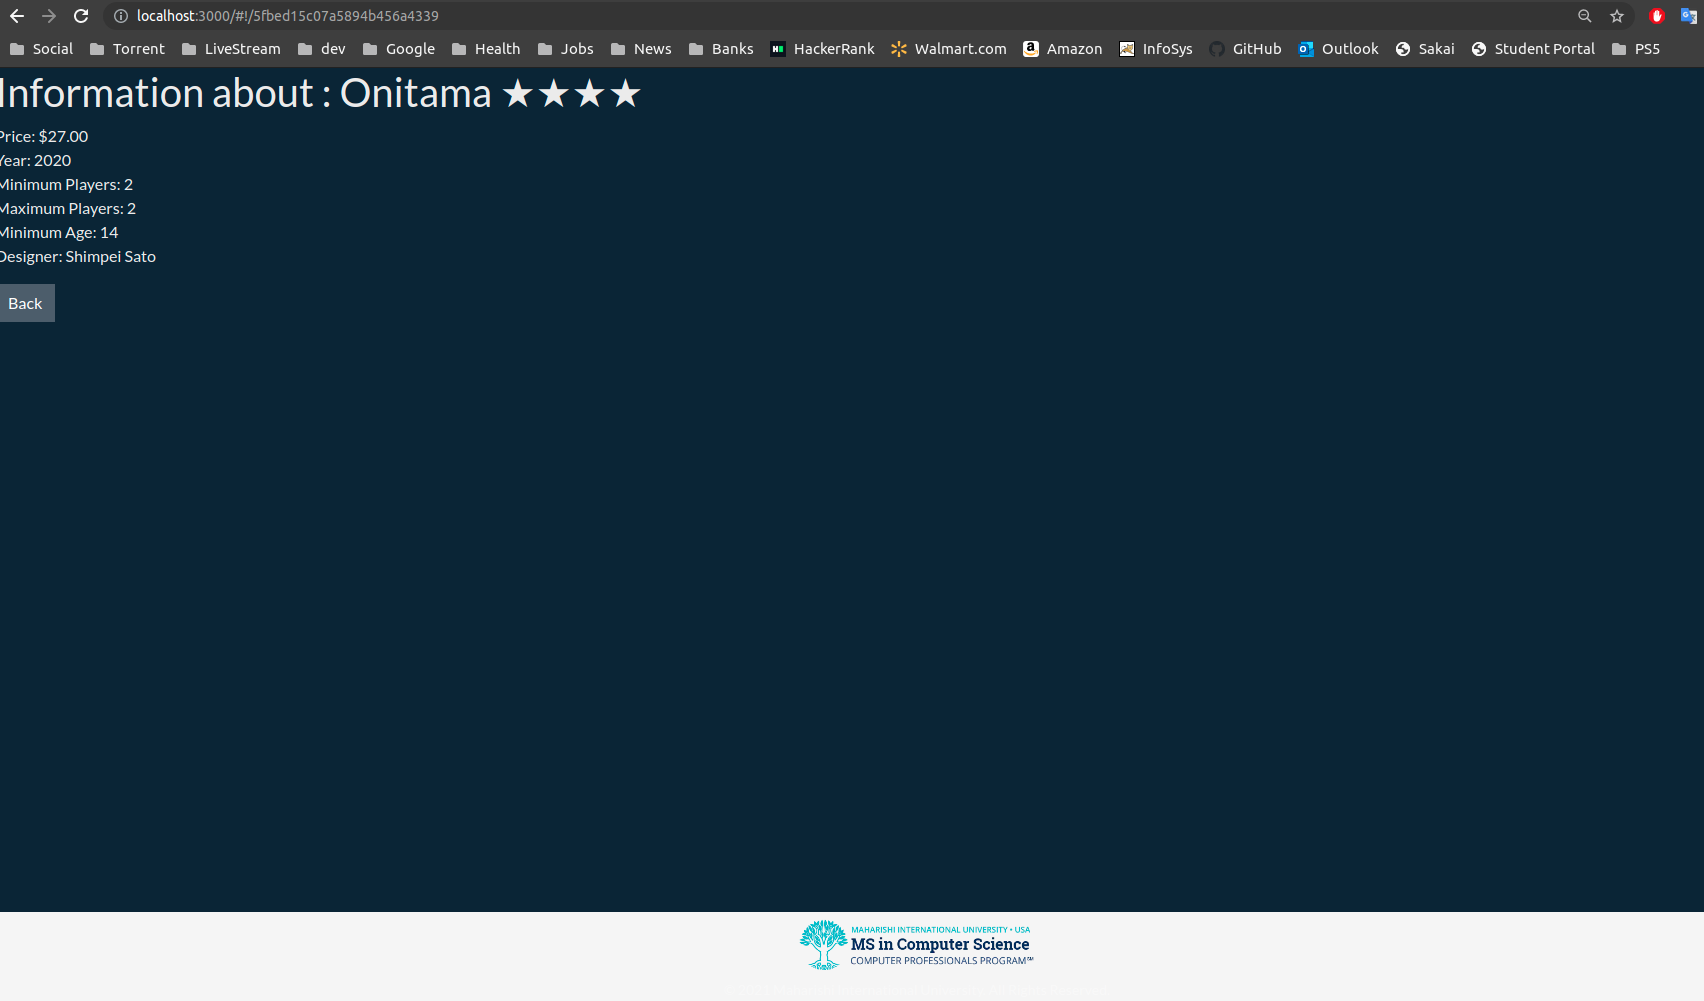 localhost:3000/#!/5fbed15c07a5894b456a4339
Social Torrent LiveStream dev Google Health Jobs News Banks HackerRank Walmart.com Amazon InfoSys GitHub Outlook Sakai Student Portal PS5
Information about : Onitama ★★★★
Price: $27.00
Year: 2020
Minimum Players: 2
Maximum Players: 2
Minimum Age: 14
Designer: Shimpei Sato
Back
MAHARISHI INTERNATIONAL UNIVERSITY • USA
MS in Computer Science
COMPUTER PROFESSIONALS PROGRAM℠